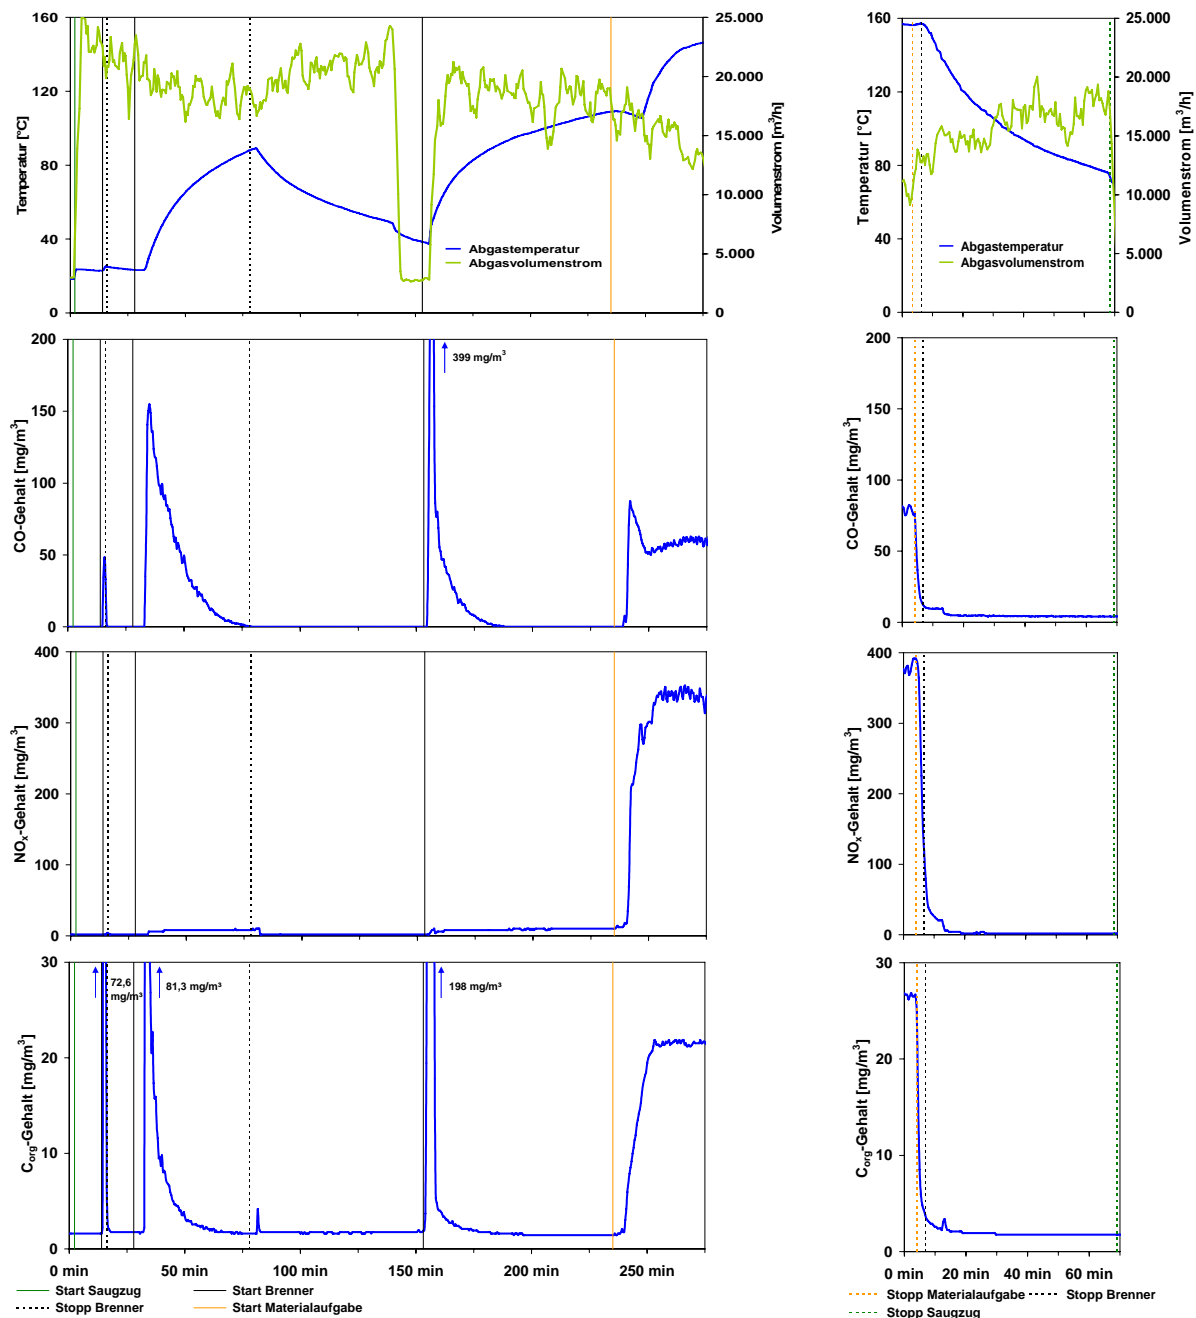 160
120
80
40
0
Temperatur [°C]
25.000
20.000
15.000
10.000
5.000
0
Volumenstrom [m³/h]
Abgastemperatur
Abgasvolumenstrom
160
120
80
40
0
Temperatur [°C]
25.000
20.000
15.000
10.000
5.000
0
Volumenstrom [m³/h]
Abgastemperatur
Abgasvolumenstrom
200
150
100
50
0
CO-Gehalt [mg/m³]
399 mg/m³
200
150
100
50
0
CO-Gehalt [mg/m³]
400
300
200
100
0
NOx-Gehalt [mg/m³]
400
300
200
100
0
NOx-Gehalt [mg/m³]
30
20
10
0
Corg-Gehalt [mg/m³]
72,6
mg/m³
81,3 mg/m³
198 mg/m³
0 min
50 min
100 min
150 min
200 min
250 min
30
20
10
0
Corg-Gehalt [mg/m³]
0 min
20 min
40 min
60 min
Start Saugzug
Start Brenner
Stopp Brenner
Start Materialaufgabe
Stopp Materialaufgabe
Stopp Brenner
Stopp Saugzug